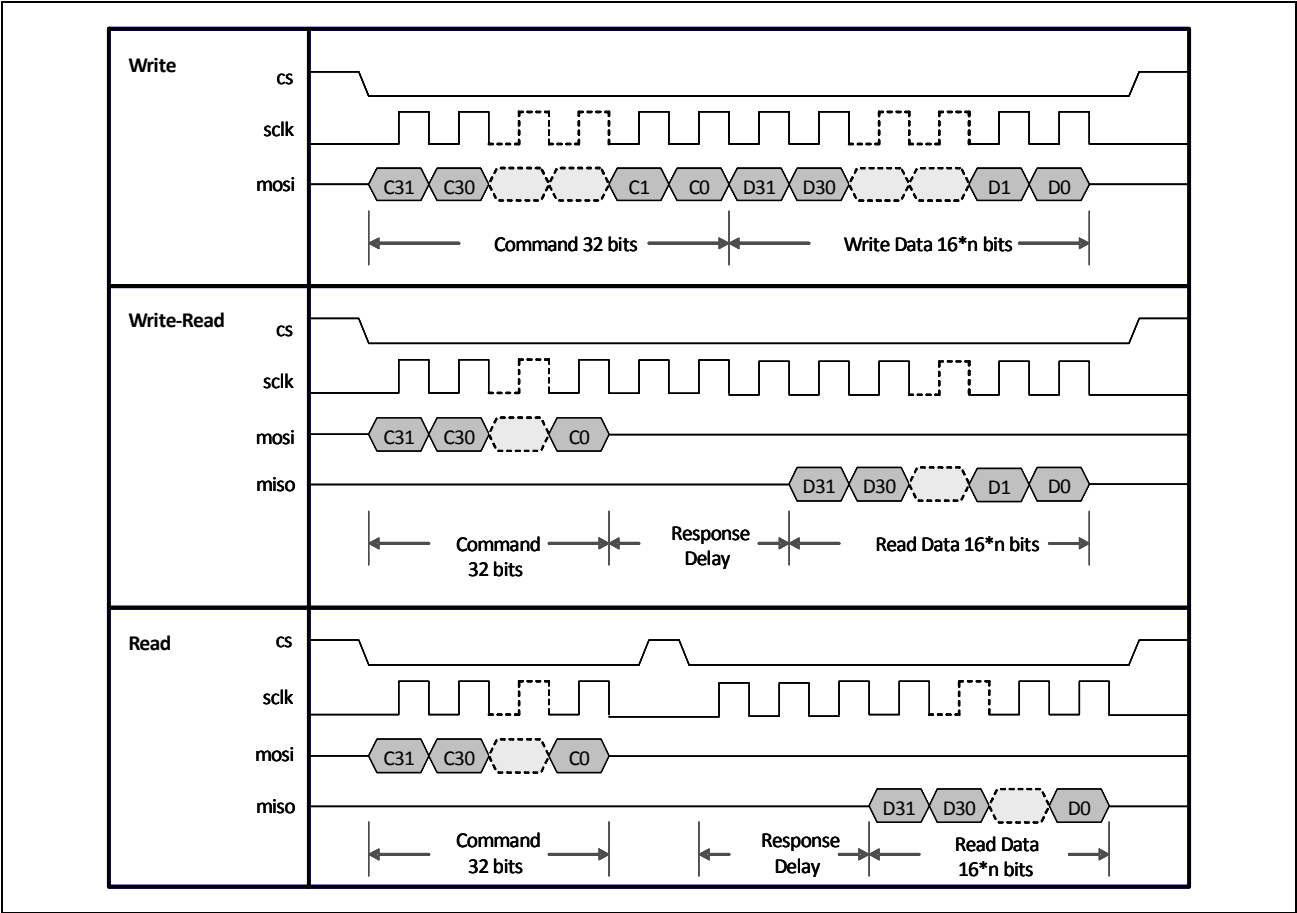 Write
cs
sclk
mosi
C31 C30 C1 C0 D31 D30 D1 D0
Command 32 bits
Write Data 16*n bits
Write-Read
cs
sclk
mosi
C31 C30 C0
miso
D31 D30 D1 D0
Command
32 bits
Response
Delay
Read Data 16*n bits
Read
cs
sclk
mosi
C31 C30 C0
miso
D31 D30 D0
Command
32 bits
Response
Delay
Read Data
16*n bits